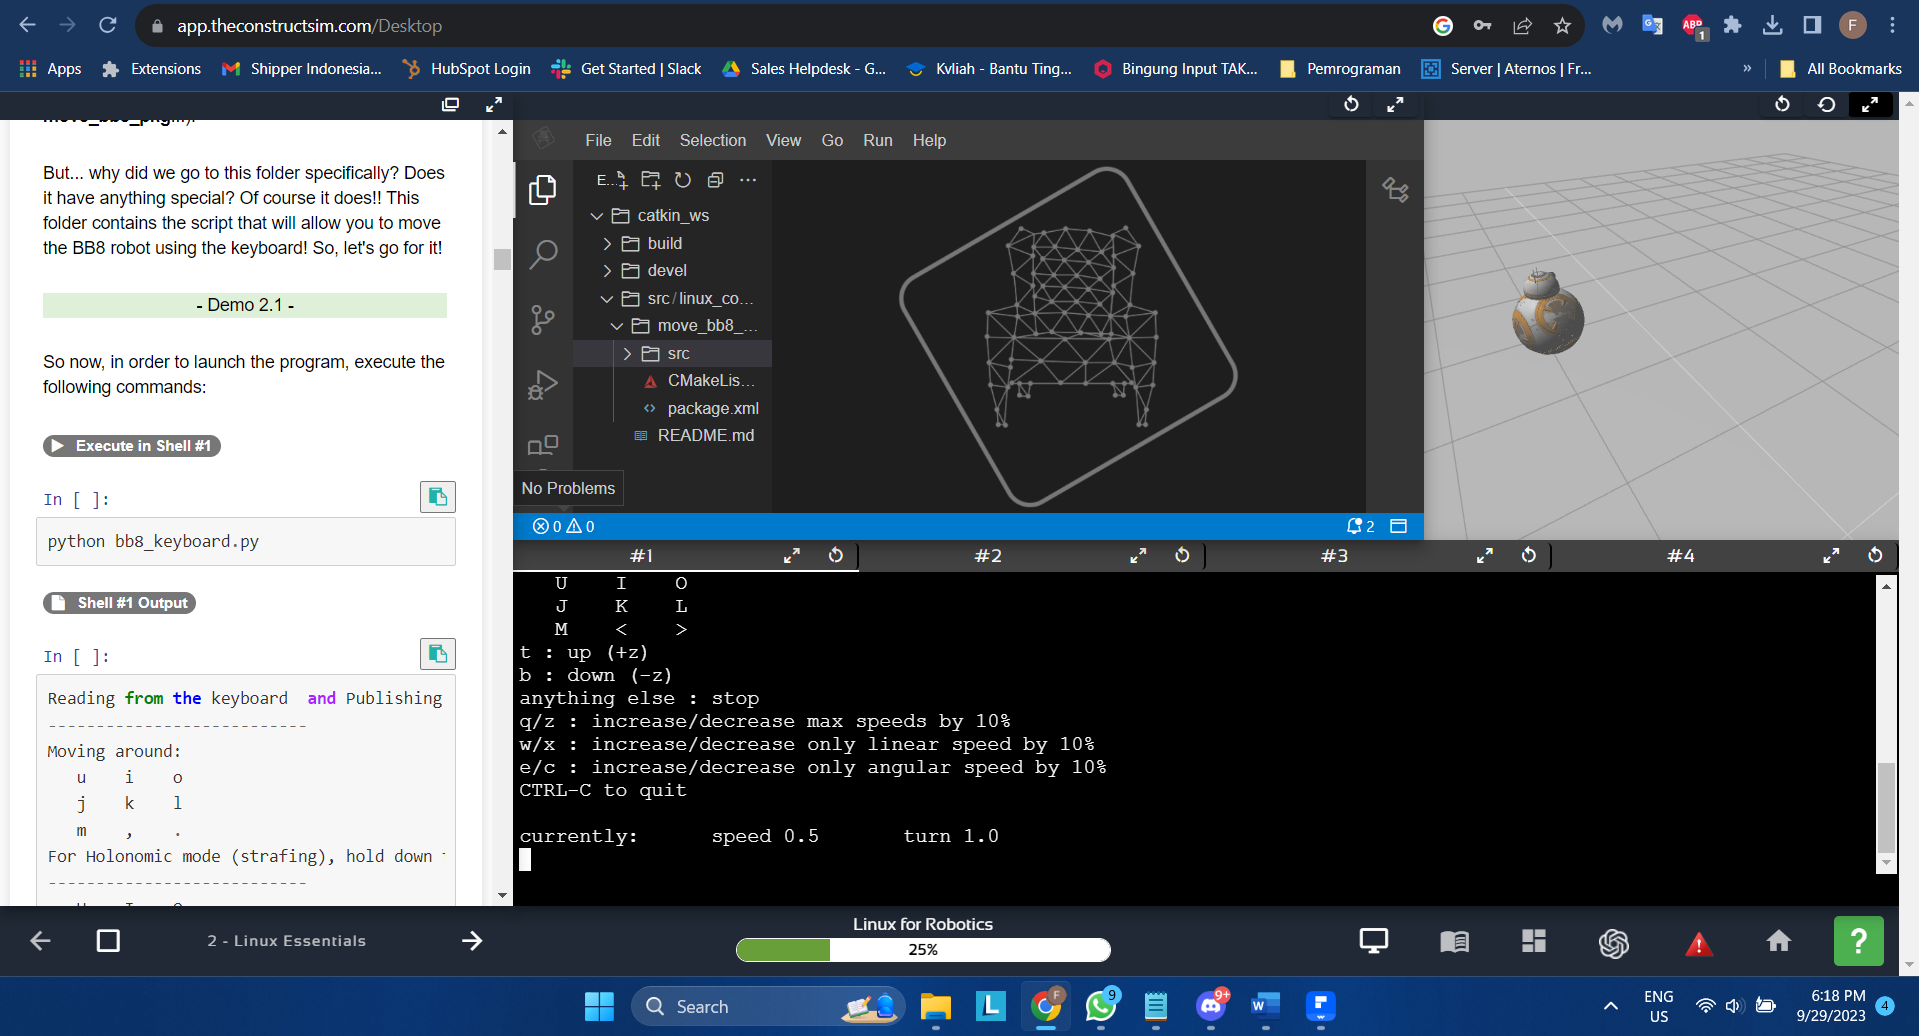 app.theconstructsim.com/Desktop
ABP
1
F
Apps
Extensions
Shipper Indonesia...
HubSpot Login
Get Started | Slack
Sales Helpdesk - G...
Kvliah - Bantu Ting...
Bingung Input TAK...
Pemrograman
Server | Aternos | Fr...
»
All Bookmarks
But... why did we go to this folder specifically? Does
it have anything special? Of course it does!! This
folder contains the script that will allow you to move
the BB8 robot using the keyboard! So, let's go for it!
- Demo 2.1 -
So now, in order to launch the program, execute the
following commands:
Execute in Shell #1
In [ ]:
python bb8_keyboard.py
Shell #1 Output
In [ ]:
Reading from the keyboard  and Publishing
---------------------------
Moving around:
u    i    o
j    k    l
m    ,    .
For Holonomic mode (strafing), hold down
---------------------------
File Edit Selection View Go Run Help
E...
catkin_ws
build
devel
src/linux_co...
move_bb8_...
src
CMakeLis...
package.xml
README.md
No Problems
0 0
2
#1
#2
#3
#4
U    I    O
J    K    L
M    <    >
t : up (+z)
b : down (-z)
anything else : stop
q/z : increase/decrease max speeds by 10%
w/x : increase/decrease only linear speed by 10%
e/c : increase/decrease only angular speed by 10%
CTRL-C to quit
currently:      speed 0.5       turn 1.0
2 - Linux Essentials
Linux for Robotics
25%
?
Search
L
F
9
9+
W
ENG
US
6:18 PM
9/29/2023
4